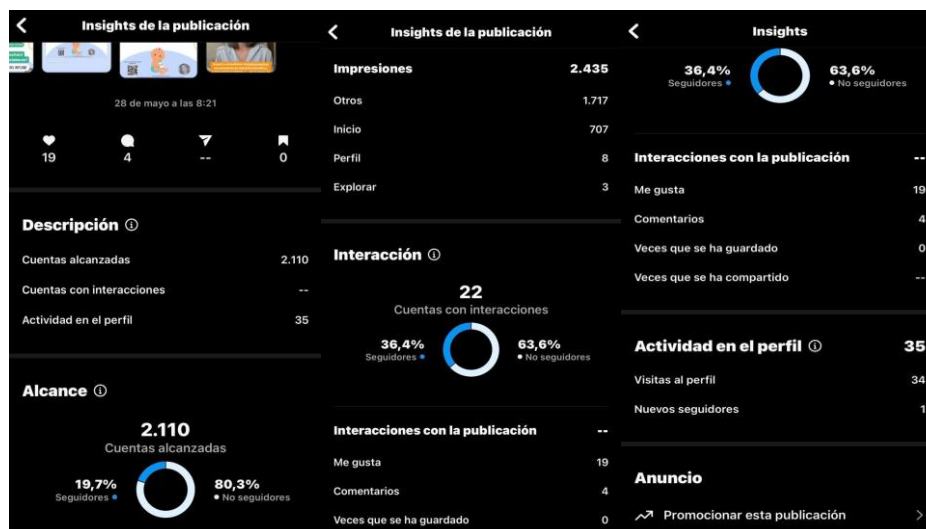 Insights de la publicación
28 de mayo a las 8:21
19 4 -- 0
Descripción
Cuentas alcanzadas 2.110
Cuentas con interacciones --
Actividad en el perfil 35
Alcance
2.110
Cuentas alcanzadas
19,7% 80,3%
Seguidores No seguidores
Insights de la publicación
Impresiones 2.435
Otros 1.717
Inicio 707
Perfil 8
Explorar 3
Interacción
22
Cuentas con interacciones
36,4% 63,6%
Seguidores No seguidores
Interacciones con la publicación --
Me gusta 19
Comentarios 4
Veces que se ha guardado 0
Insights
36,4% 63,6%
Seguidores No seguidores
Interacciones con la publicación --
Me gusta 19
Comentarios 4
Veces que se ha guardado 0
Veces que se ha compartido --
Actividad en el perfil 35
Visitas al perfil 34
Nuevos seguidores 1
Anuncio
Promocionar esta publicación